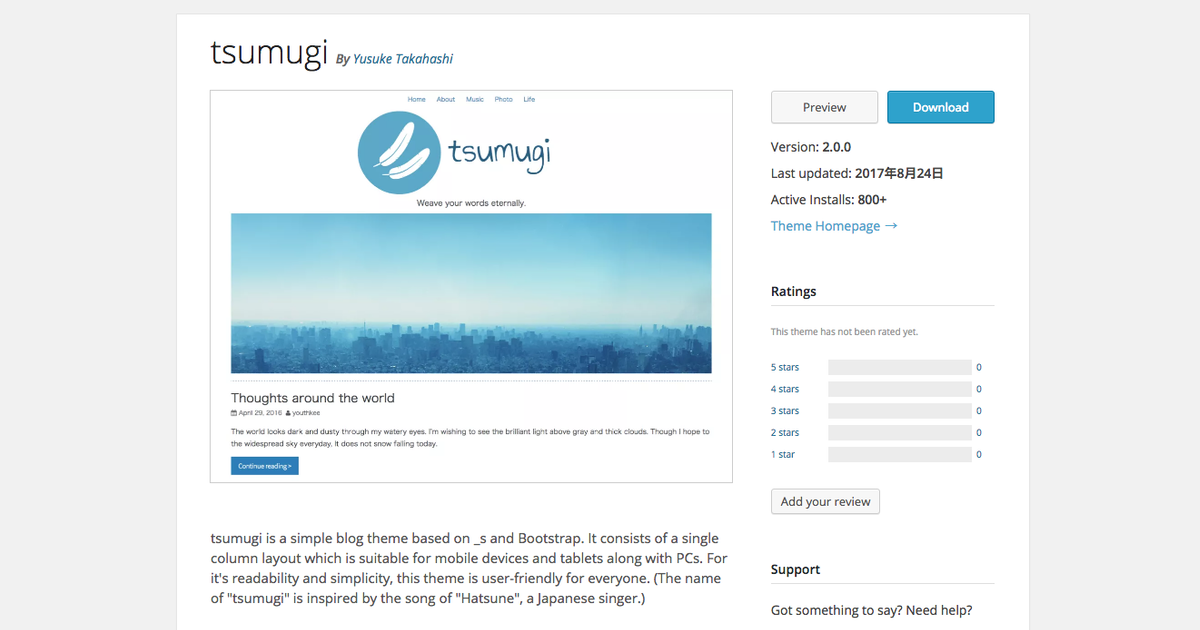 tsumugi By Yusuke Takahashi
Home About Music Photo Life
tsumugi
Weave your words eternally.
Thoughts around the world
April 29, 2016 youthkee
The world looks dark and dusty through my watery eyes. I'm wishing to see the brilliant light above gray and thick clouds. Though I hope to
the widespread sky everyday, It does not snow falling today.
Continue reading >
tsumugi is a simple blog theme based on _s and Bootstrap. It consists of a single
column layout which is suitable for mobile devices and tablets along with PCs. For
it's readability and simplicity, this theme is user-friendly for everyone. (The name
of "tsumugi" is inspired by the song of "Hatsune", a Japanese singer.)
Preview Download
Version: 2.0.0
Last updated: 2017年8月24日
Active Installs: 800+
Theme Homepage →
Ratings
This theme has not been rated yet.
5 stars 0
4 stars 0
3 stars 0
2 stars 0
1 star 0
Add your review
Support
Got something to say? Need help?